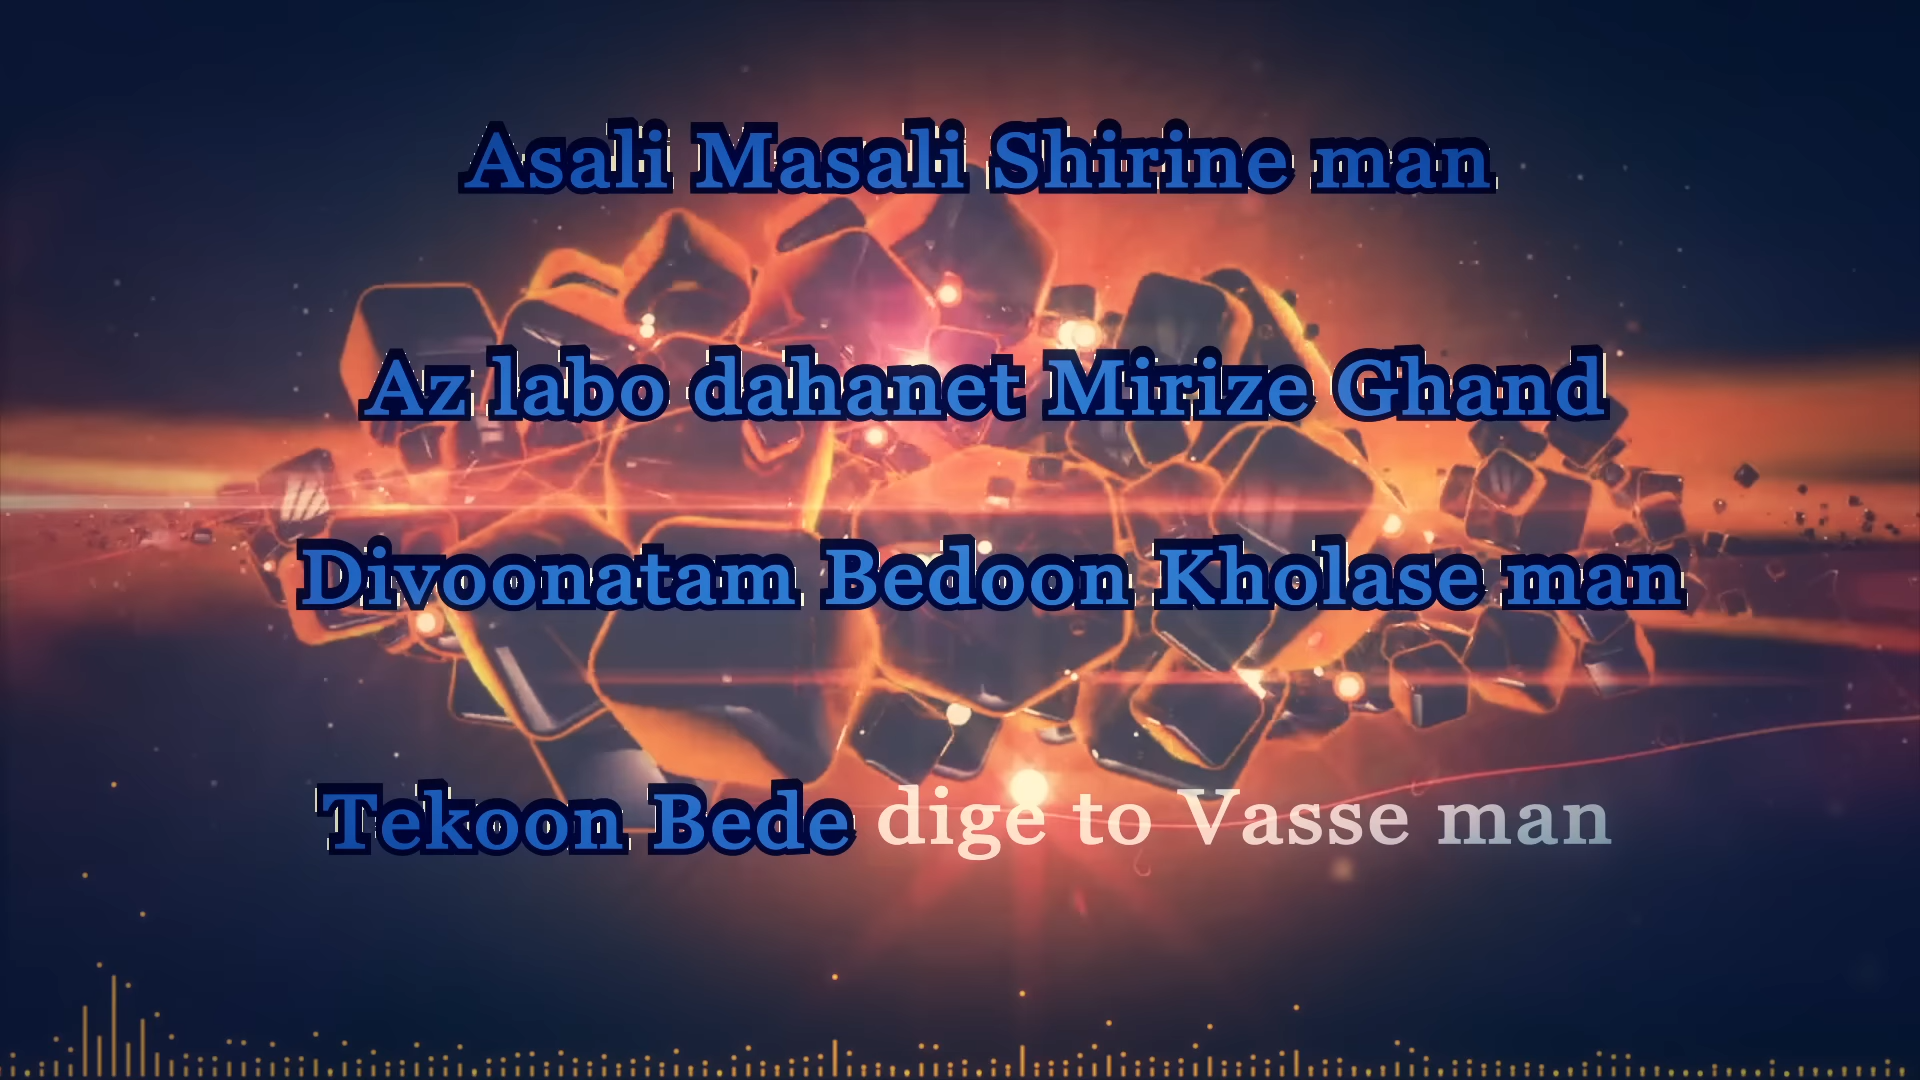 Asali Masali Shirine man
Az labo dahanet Mirize Ghand
Divoonatam Bedoon Kholase man
Tekoon Bede dige to Vasse man